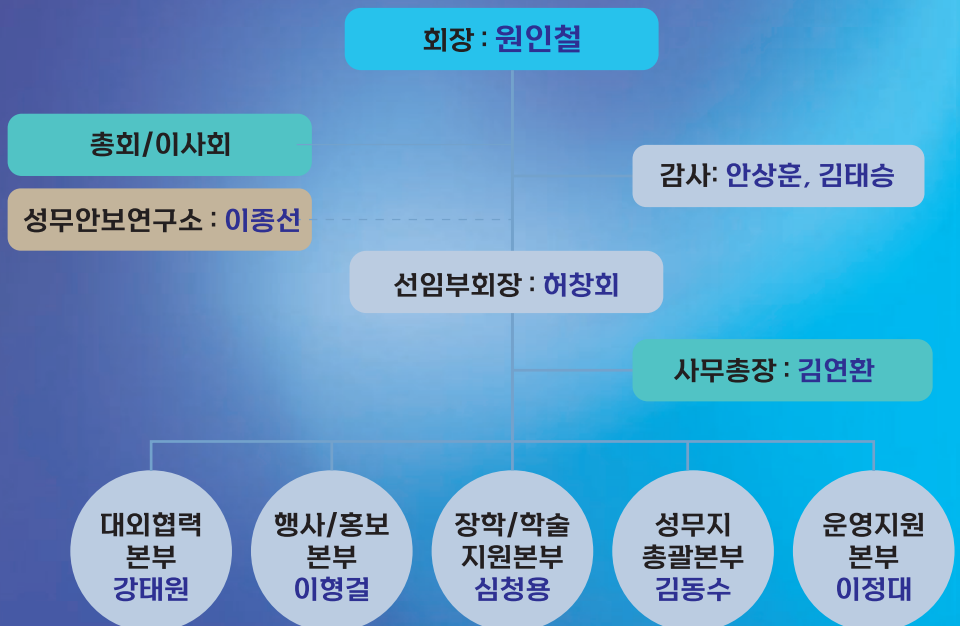 회장 : 원인철
총회/이사회
감사: 안상훈, 김태승
성무안보연구소 : 이종선
선임부회장 : 허창회
사무총장 : 김연환
대외협력
본부
강태원
행사/홍보
본부
이형걸
장학/학술
지원본부
심청용
성무지
총괄본부
김동수
운영지원
본부
이정대